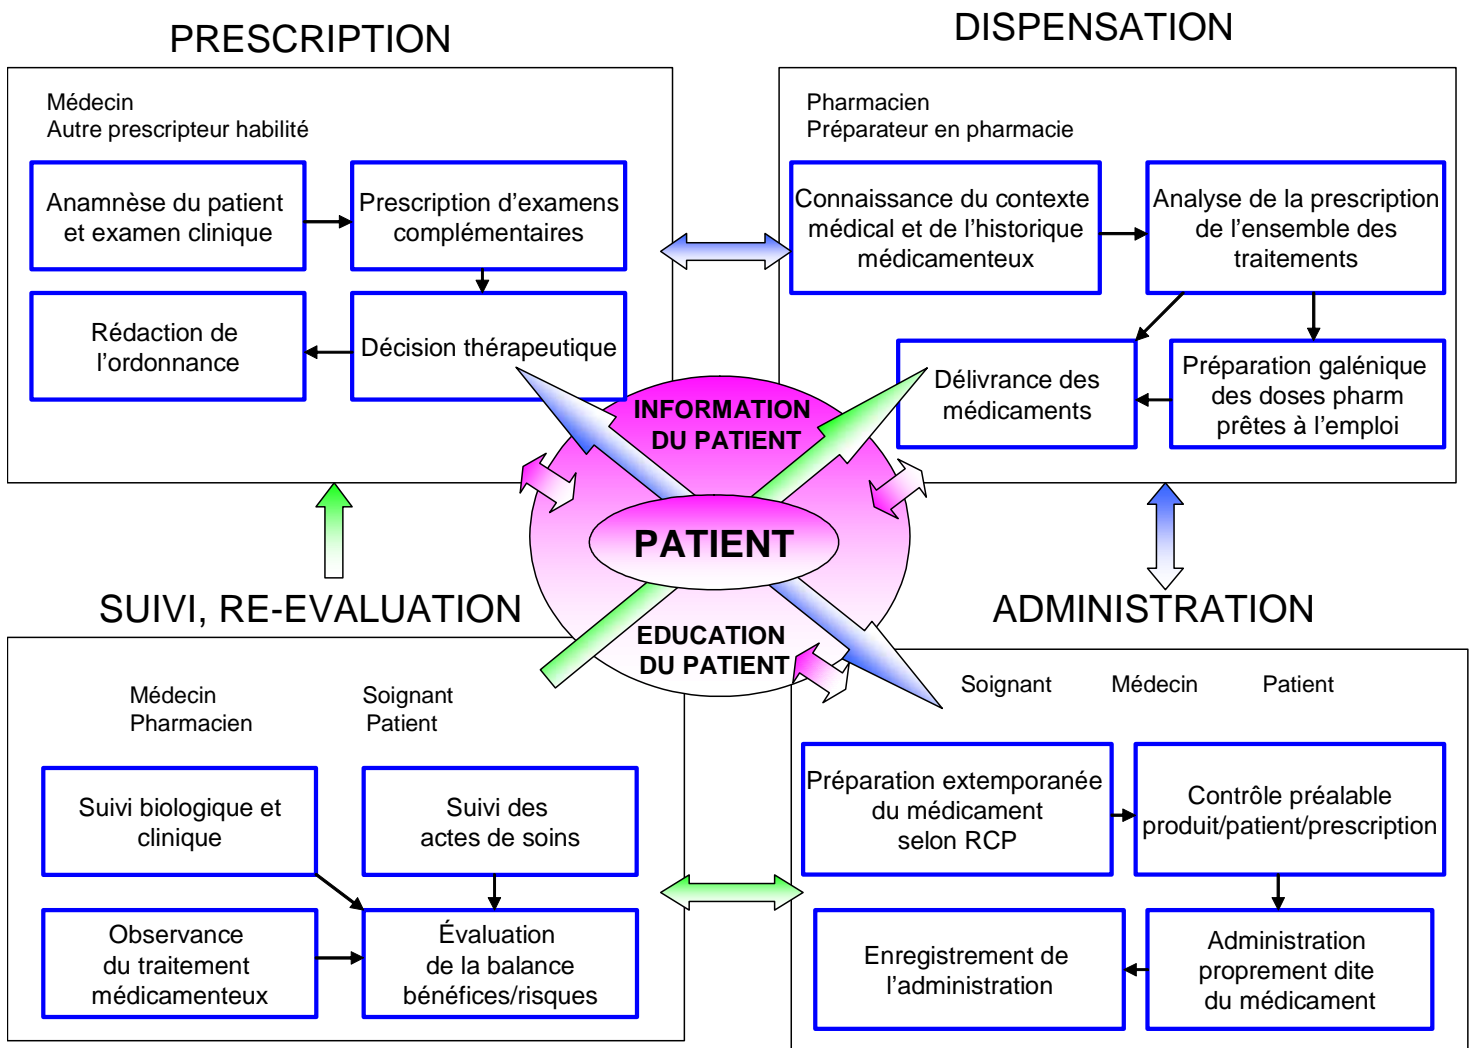 PRESCRIPTION
Médecin
Autre prescripteur habilité
Anamnèse du patient
et examen clinique
Prescription d’examens
complémentaires
Rédaction de
l’ordonnance
Décision thérapeutique
DISPENSATION
Pharmacien
Préparateur en pharmacie
Connaissance du contexte
médical et de l’historique
médicamenteux
Analyse de la prescription
de l’ensemble des
traitements
Délivrance des
médicaments
Préparation galénique
des doses pharm
prêtes à l’emploi
INFORMATION
DU PATIENT
PATIENT
EDUCATION
DU PATIENT
SUIVI, RE-EVALUATION
Médecin
Pharmacien
Soignant
Patient
Suivi biologique et
clinique
Suivi des
actes de soins
Observance
du traitement
médicamenteux
Évaluation
de la balance
bénéfices/risques
ADMINISTRATION
Soignant
Médecin
Patient
Préparation extemporanée
du médicament
selon RCP
Contrôle préalable
produit/patient/prescription
Enregistrement de
l’administration
Administration
proprement dite
du médicament